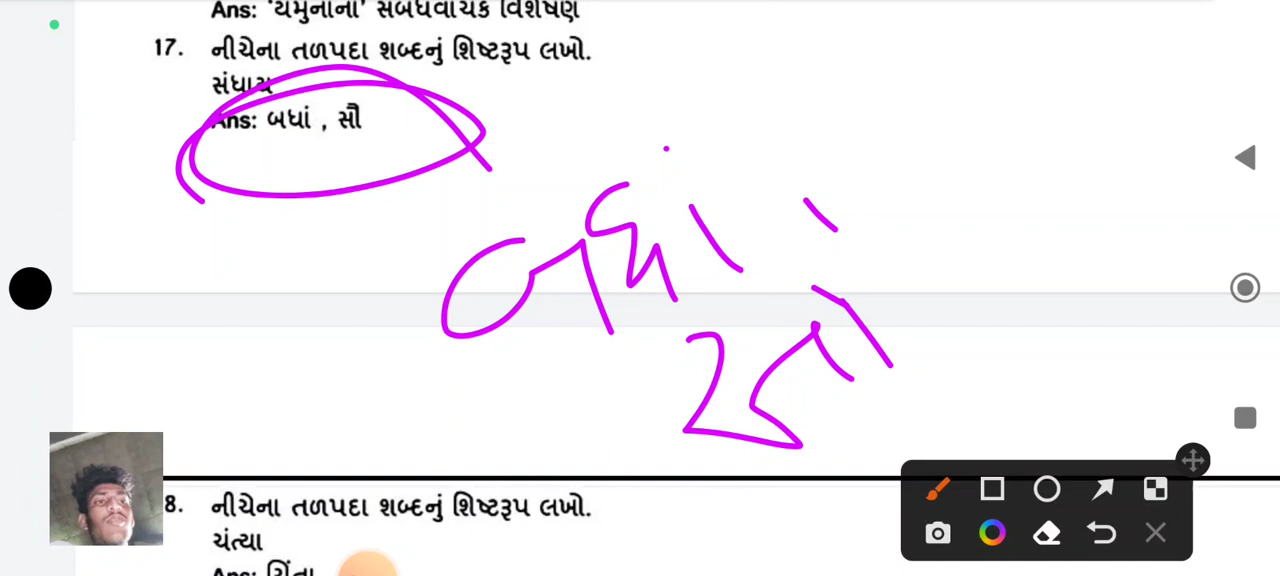 Ans: 'યમુનાના' સંબંધવાચક વિશેષણ
17. નીચેના તળપદા શબ્દનું શિષ્ટરૂપ લખો.
સંધાય
Ans: બધાં , સૌ
બધાં
સૌ
8. નીચેના તળપદા શબ્દનું શિષ્ટરૂપ લખો.
ચંત્યા
Ans: ચિંતા